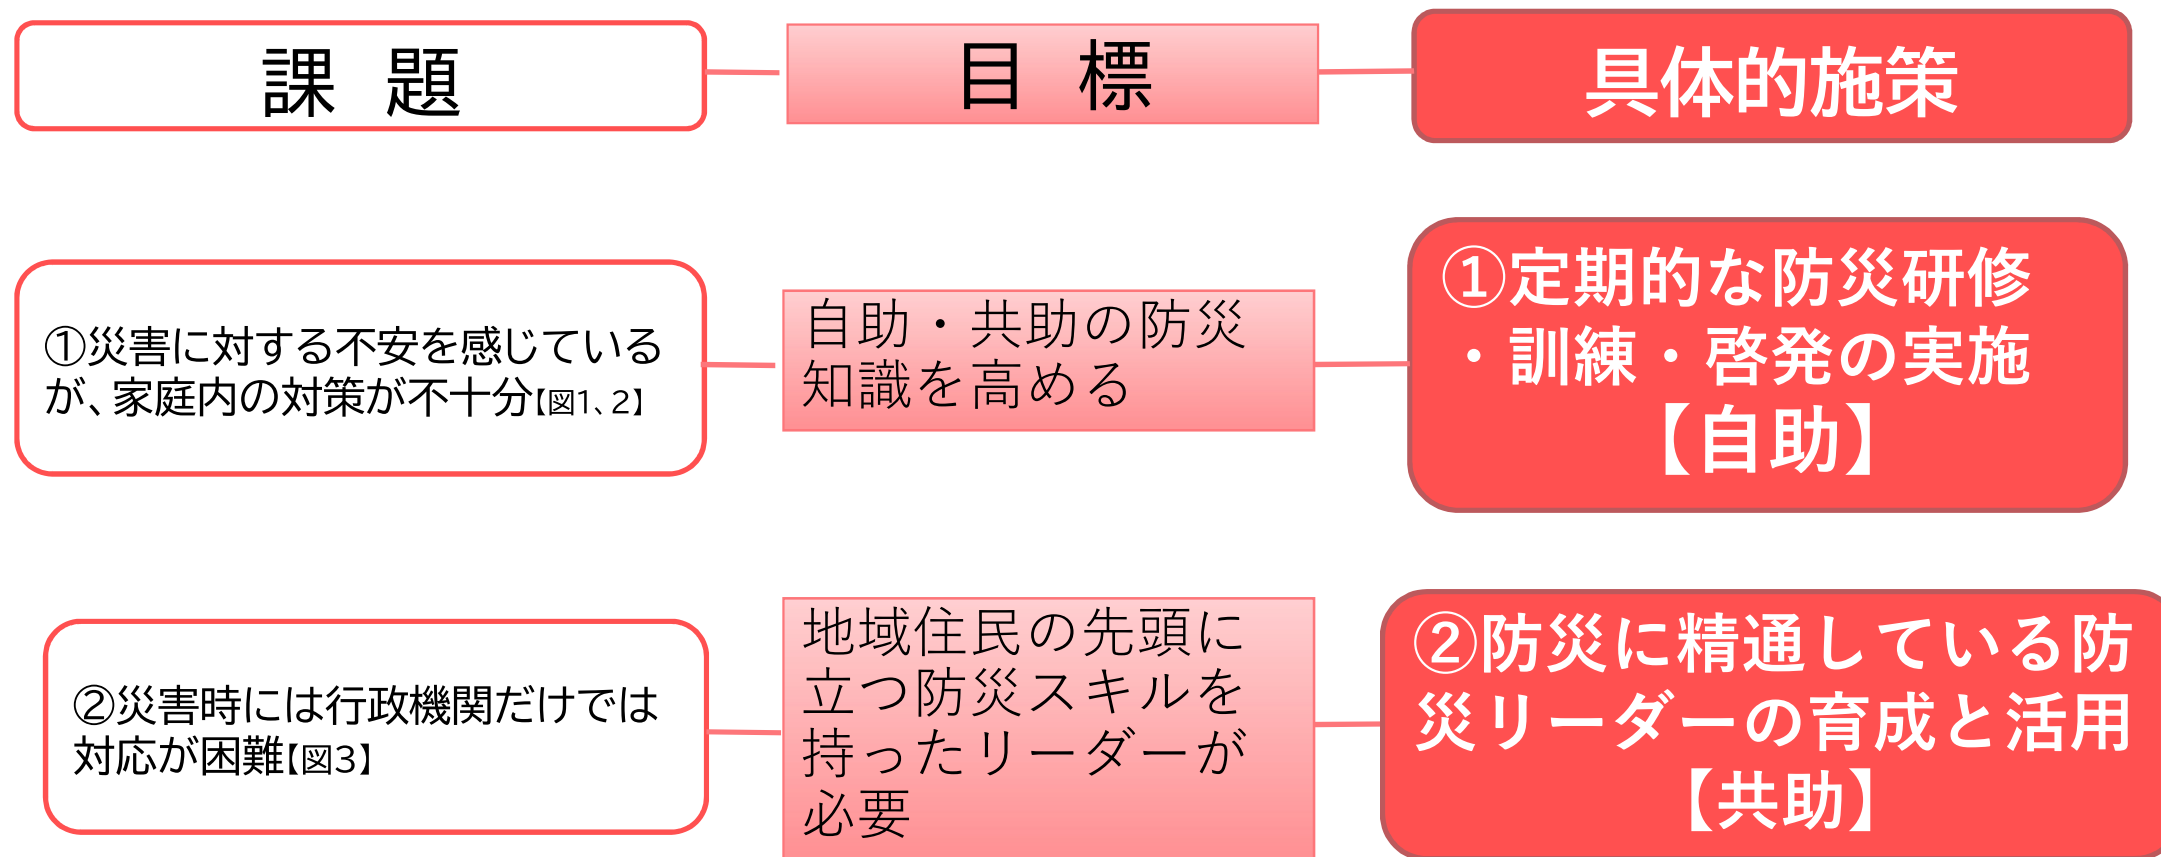 課 題
目 標
具体的施策
①災害に対する不安を感じている
が、家庭内の対策が不十分【図1、2】
自助・共助の防災
知識を高める
①定期的な防災研修
・訓練・啓発の実施
【自助】
②災害時には行政機関だけでは
対応が困難【図3】
地域住民の先頭に
立つ防災スキルを
持ったリーダーが
必要
②防災に精通している防
災リーダーの育成と活用
【共助】